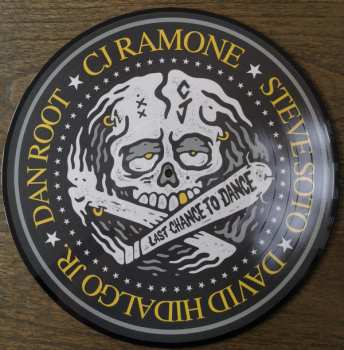 CJ RAMONE ★ STEVE SOTO ★ DAVID HIDALGO JR. ★ DAN ROOT ★
C J
LAST CHANCE TO DANCE